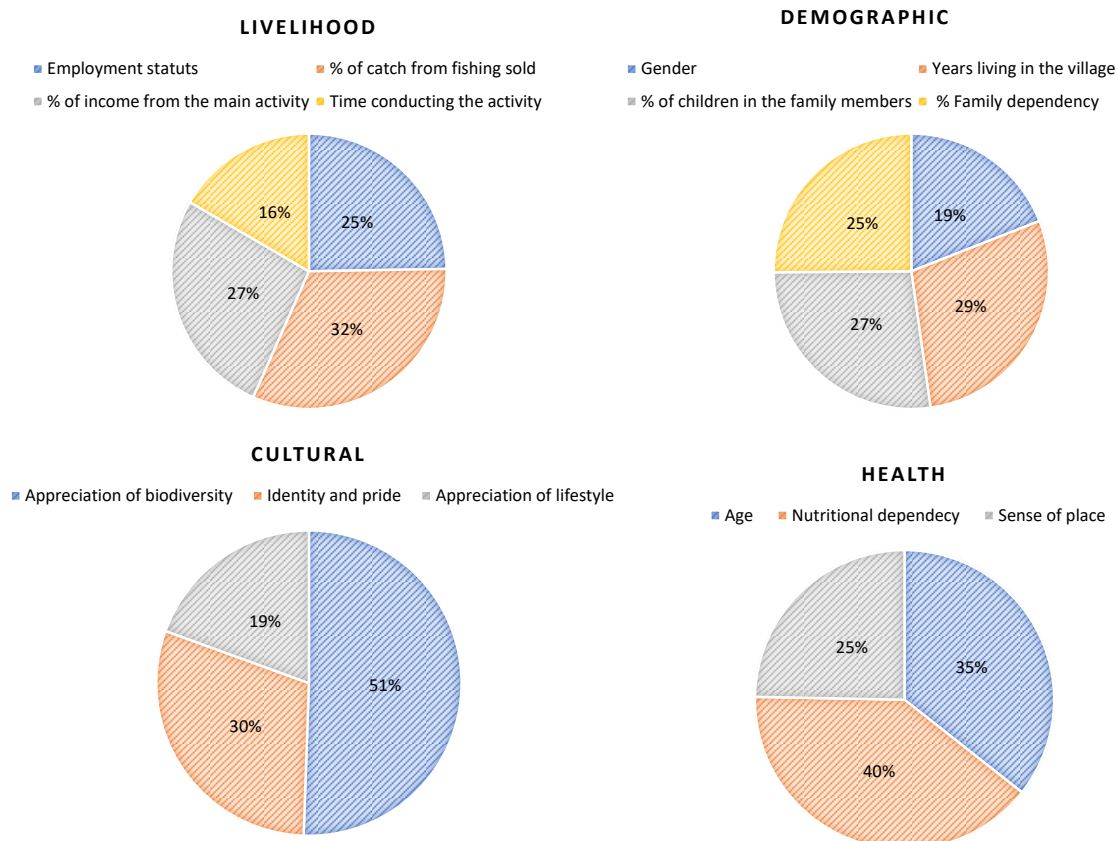 LIVELIHOOD
Employment statuts
% of catch from fishing sold
% of income from the main activity
Time conducting the activity
16%
25%
27%
32%
DEMOGRAPHIC
Gender
Years living in the village
% of children in the family members
% Family dependency
25%
19%
27%
29%
CULTURAL
Appreciation of biodiversity
Identity and pride
Appreciation of lifestyle
19%
51%
30%
HEALTH
Age
Nutritional dependecy
Sense of place
25%
35%
40%